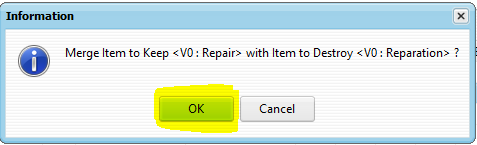 Information
Merge Item to Keep <V0 : Repair> with Item to Destroy <V0 : Reparation> ?
OK
Cancel